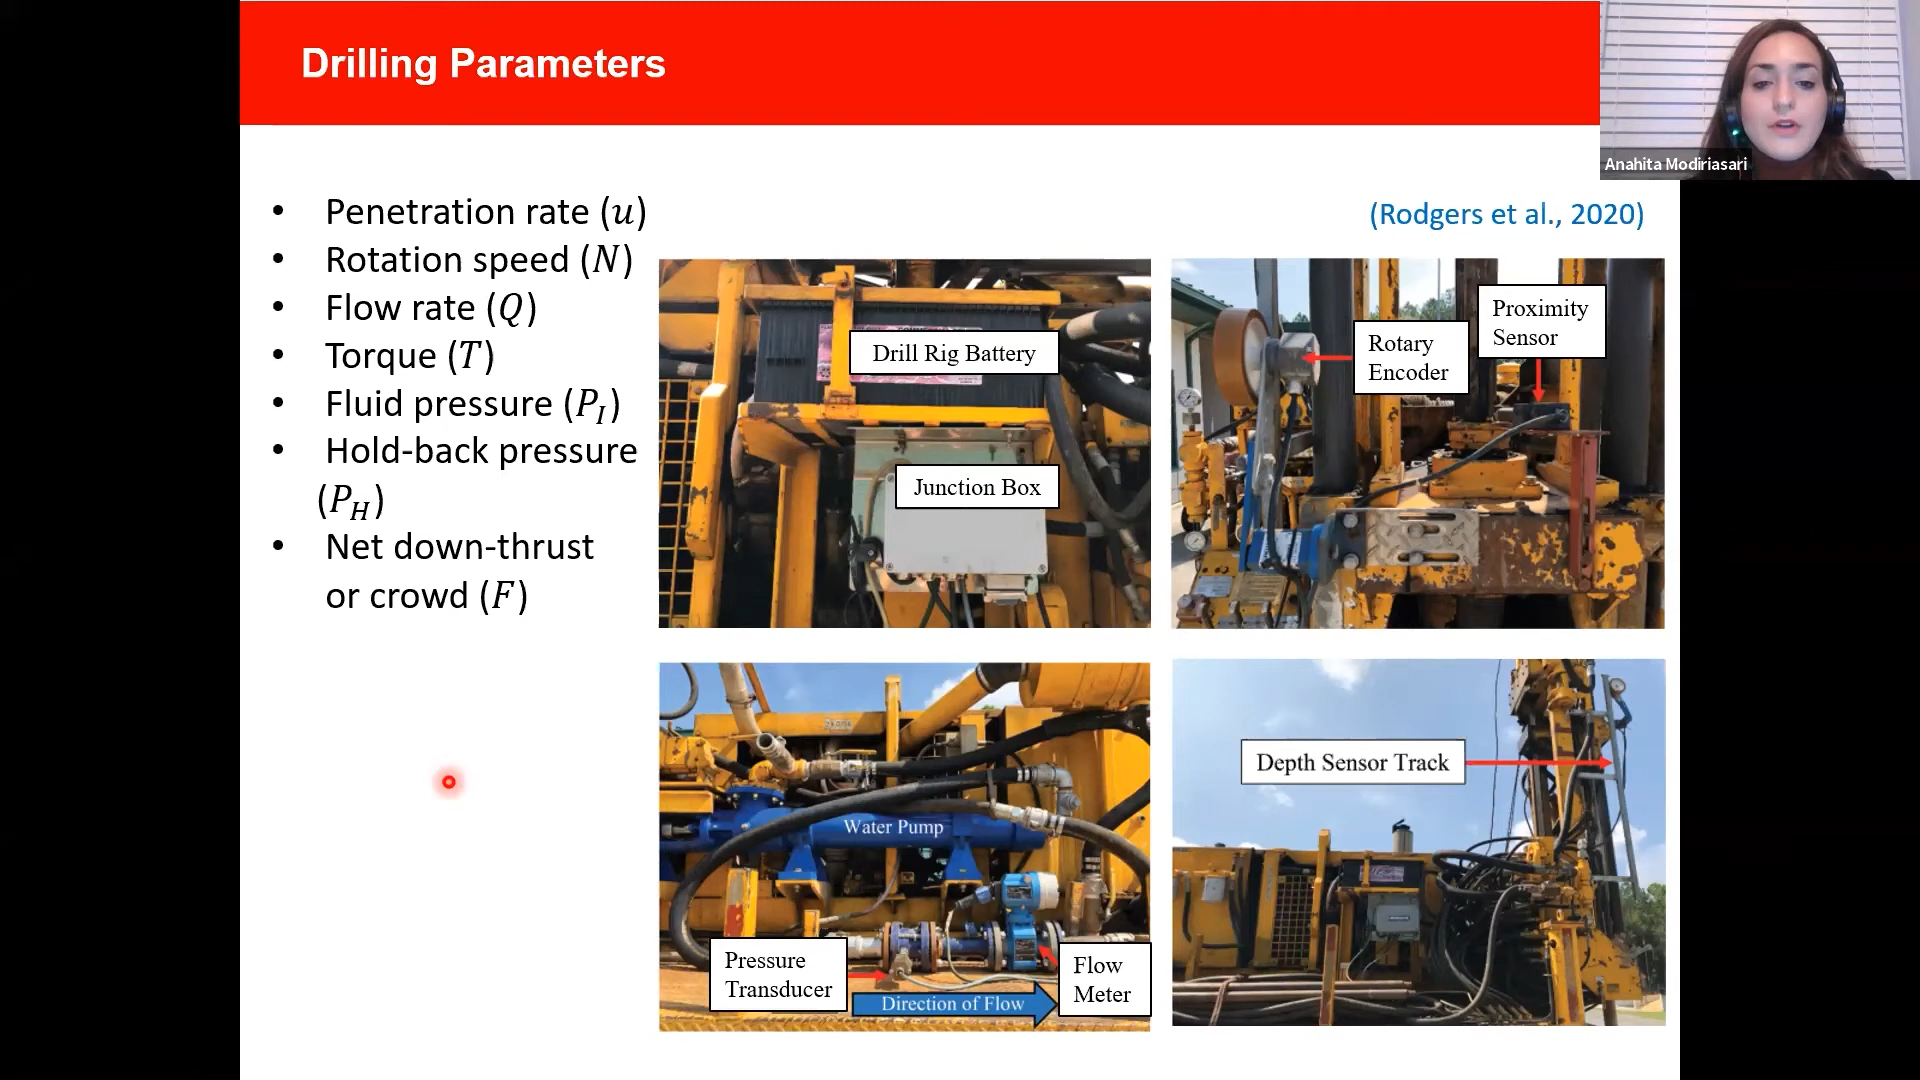 Drilling Parameters
Anahita Modiriasari
• Penetration rate (u)
• Rotation speed (N)
• Flow rate (Q)
• Torque (T)
• Fluid pressure (P_I)
• Hold-back pressure
(P_H)
• Net down-thrust
or crowd (F)
(Rodgers et al., 2020)
Drill Rig Battery
Junction Box
Rotary
Encoder
Proximity
Sensor
Water Pump
Pressure
Transducer
Direction of Flow
Flow
Meter
Depth Sensor Track